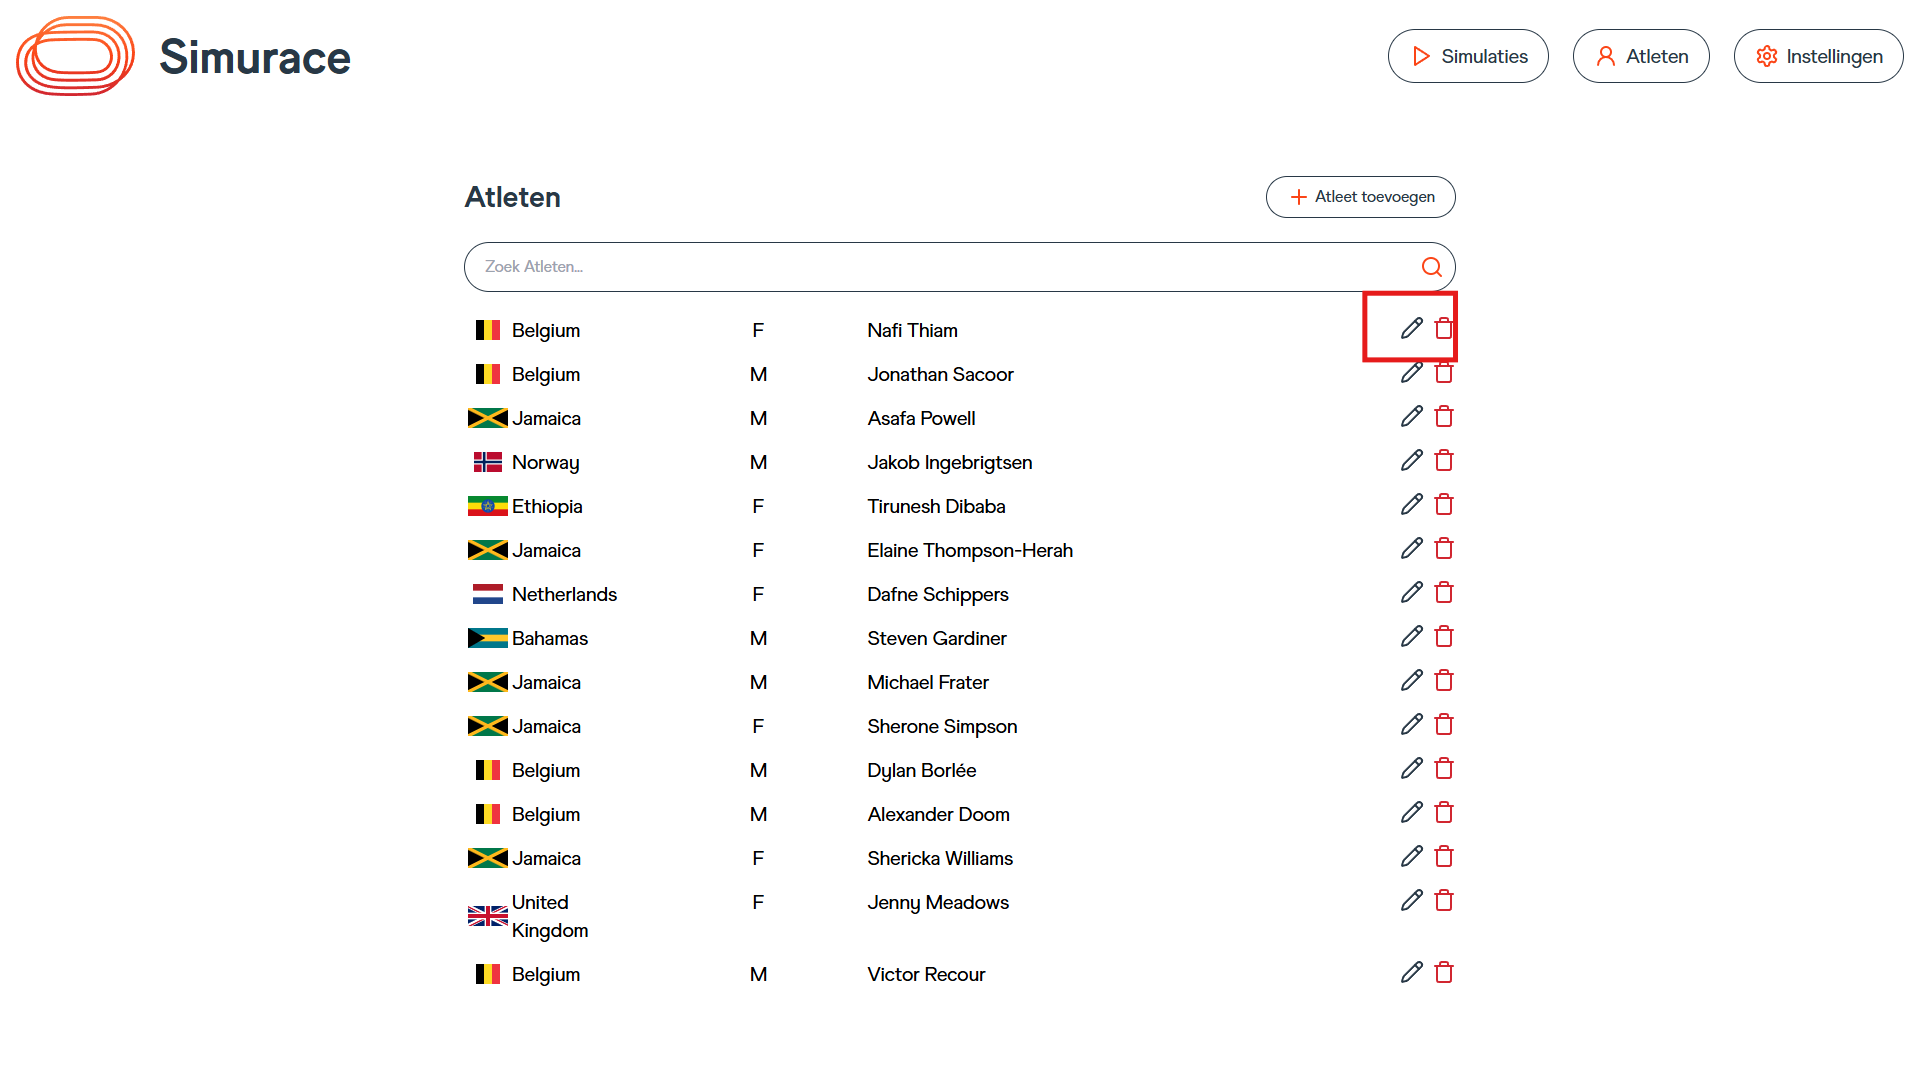 Simurace
Simulaties
Atleten
Instellingen
Atleten
Atleet toevoegen
Zoek Atleten...
Belgium F Nafi Thiam
Belgium M Jonathan Sacoor
Jamaica M Asafa Powell
Norway M Jakob Ingebrigtsen
Ethiopia F Tirunesh Dibaba
Jamaica F Elaine Thompson-Herah
Netherlands F Dafne Schippers
Bahamas M Steven Gardiner
Jamaica M Michael Frater
Jamaica F Sherone Simpson
Belgium M Dylan Borlée
Belgium M Alexander Doom
Jamaica F Shericka Williams
United F Jenny Meadows
Kingdom
Belgium M Victor Recour